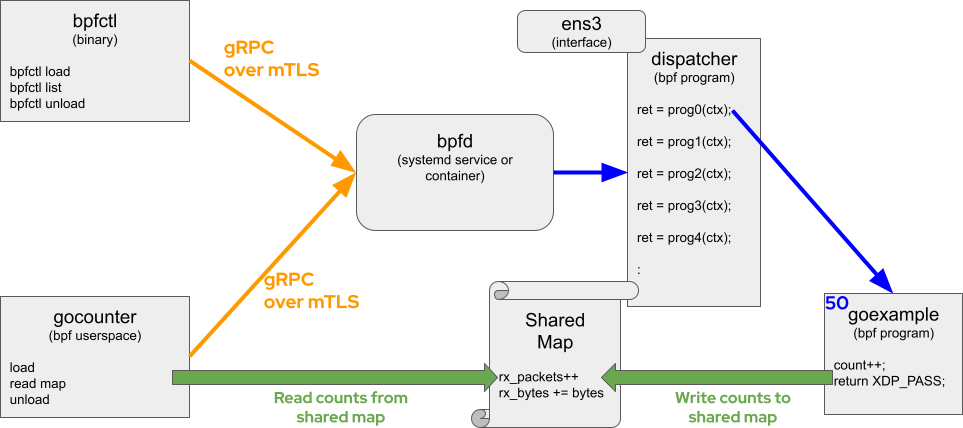 bpfctl
(binary)
bpfctl load
bpfctl list
bpfctl unload
gRPC
over mTLS
ens3
(interface)
dispatcher
(bpf program)
ret = prog0(ctx);
ret = prog1(ctx);
ret = prog2(ctx);
ret = prog3(ctx);
ret = prog4(ctx);
:
bpfd
(systemd service or
container)
gRPC
over mTLS
gocounter
(bpf userspace)
load
read map
unload
Read counts from
shared map
Shared
Map
rx_packets++
rx_bytes += bytes
Write counts to
shared map
50
goexample
(bpf program)
count++;
return XDP_PASS;